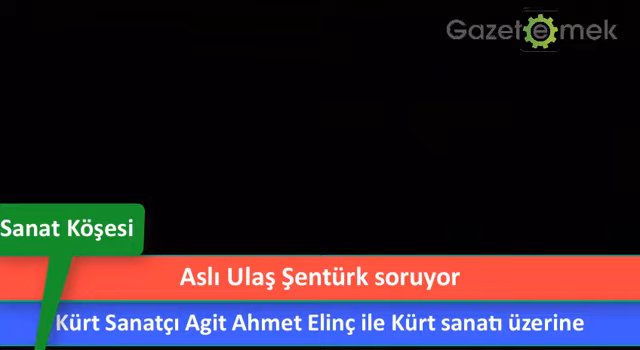 Gazetemek
Sanat Köşesi
Aslı Ulaş Şentürk soruyor
Kürt Sanatçı Agit Ahmet Elinç ile Kürt sanatı üzerine